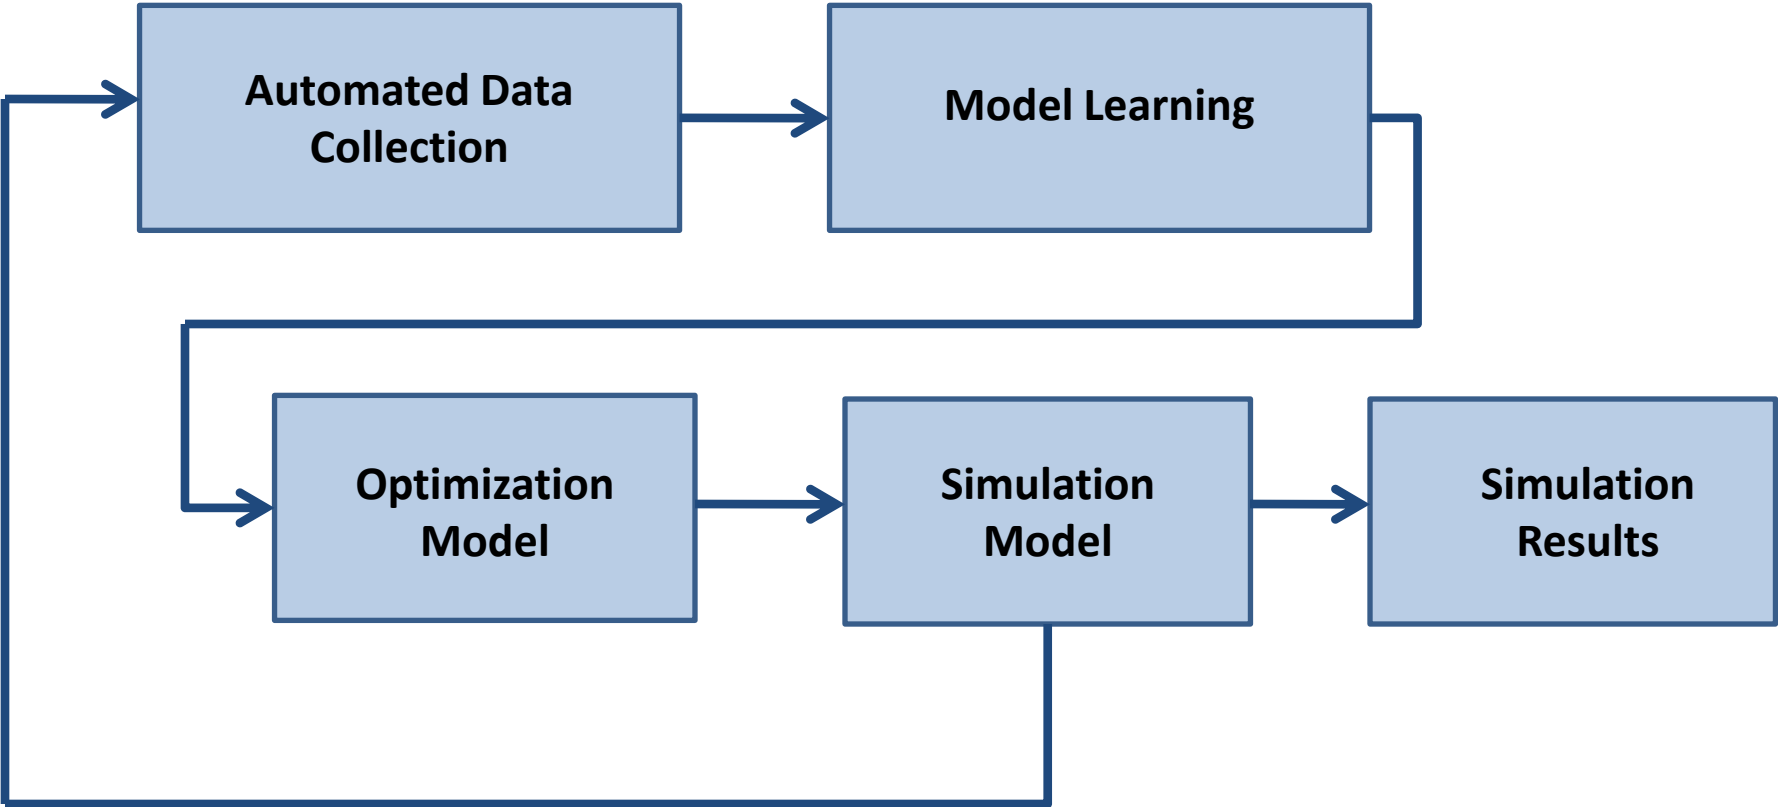 Automated Data
Collection
Model Learning
Optimization
Model
Simulation
Model
Simulation
Results